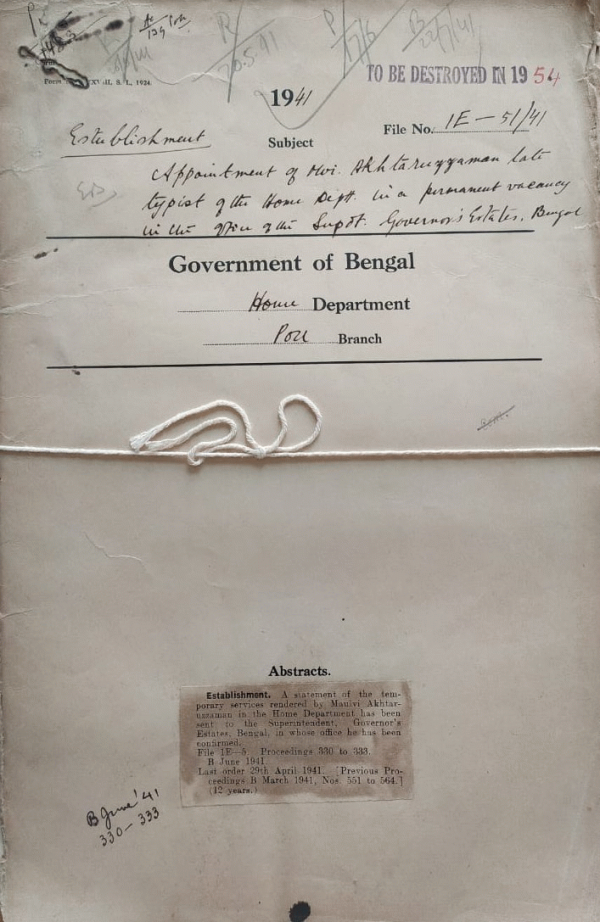 TO BE DESTROYED IN 1954
1941
Establishment
Subject
File No. 1E-51/41
Appointment of Mvi. Akhtaruzzaman late
typist of the Home Deptt. in a permanent vacancy
in the office of the Supdt. Governor's Estates, Bengal
Government of Bengal
Home Department
Poll Branch
Abstracts.
Establishment. A statement of the tem-
porary services rendered by Maulvi Akhtar-
uzzaman in the Home Department has been
sent to the Superintendent, Governor's
Estates, Bengal, in whose office he has been
confirmed.
File 1E-5 Proceedings 330 to 333.
B June 1941
Last order 29th April 1941. [Previous Pro-
ceedings B March 1941, Nos. 551 to 564.]
(12 years.)
B June '41
330-333